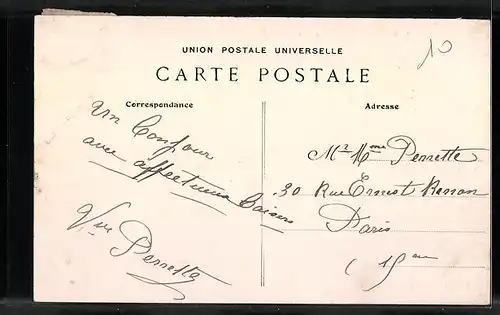 10
UNION POSTALE UNIVERSELLE
CARTE POSTALE
Correspondance
Adresse
Un Bonjour
avec affectueux Baisers
Vve Perrette
Mr Mme Perrette
30 Rue Ernest Renan
Paris
(15me